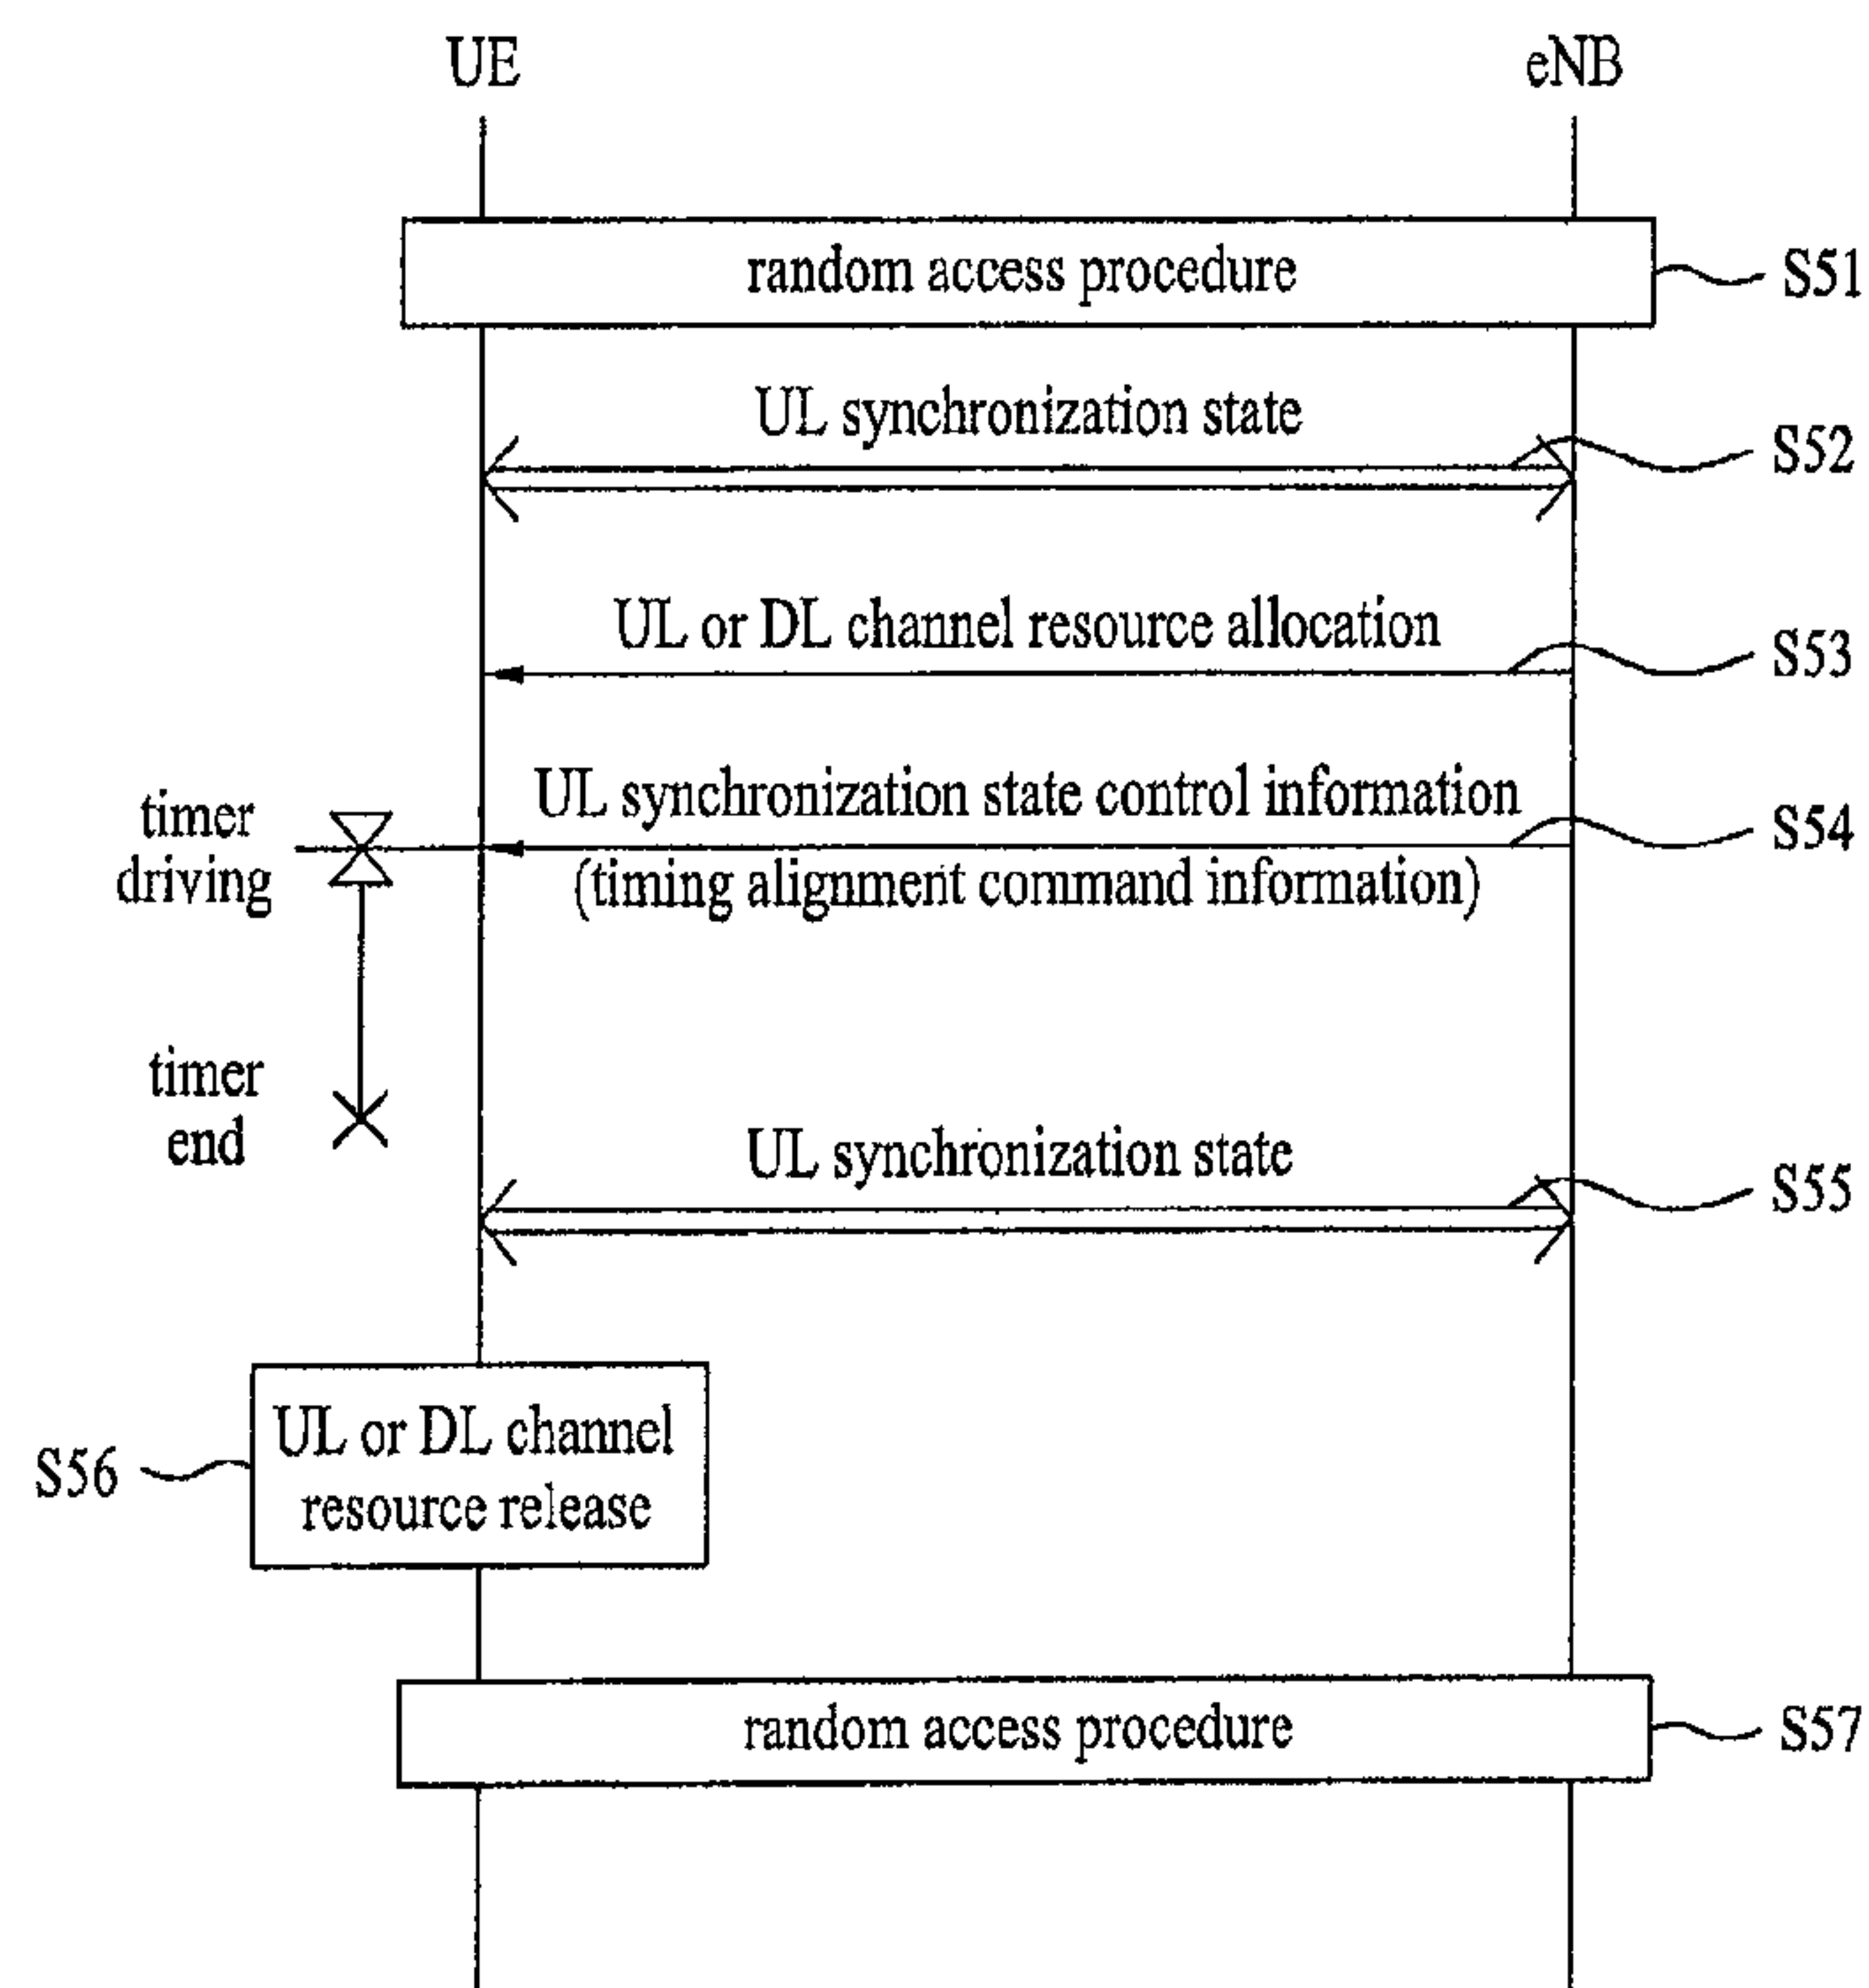 UE
eNB
random access procedure
S51
UL synchronization state
S52
UL or DL channel resource allocation
S53
timer
driving
UL synchronization state control information
(timing alignment command information)
S54
timer
end
UL synchronization state
S55
UL or DL channel
resource release
S56
random access procedure
S57